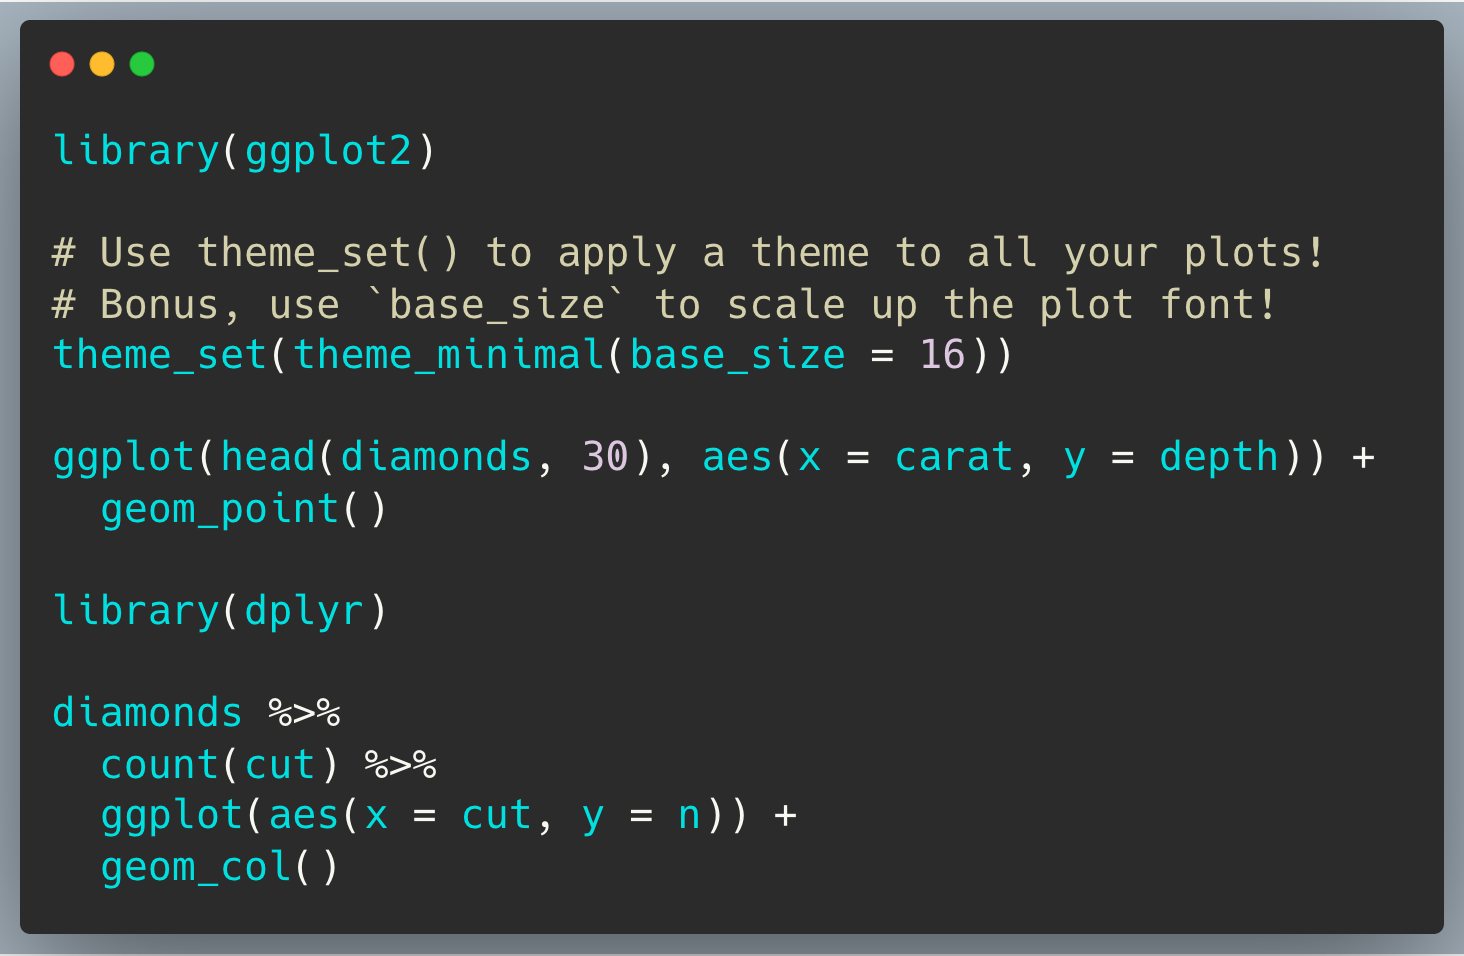 library(ggplot2)
# Use theme_set() to apply a theme to all your plots!
# Bonus, use `base_size` to scale up the plot font!
theme_set(theme_minimal(base_size = 16))
ggplot(head(diamonds, 30), aes(x = carat, y = depth)) +
  geom_point()
library(dplyr)
diamonds %>%
  count(cut) %>%
  ggplot(aes(x = cut, y = n)) +
  geom_col()